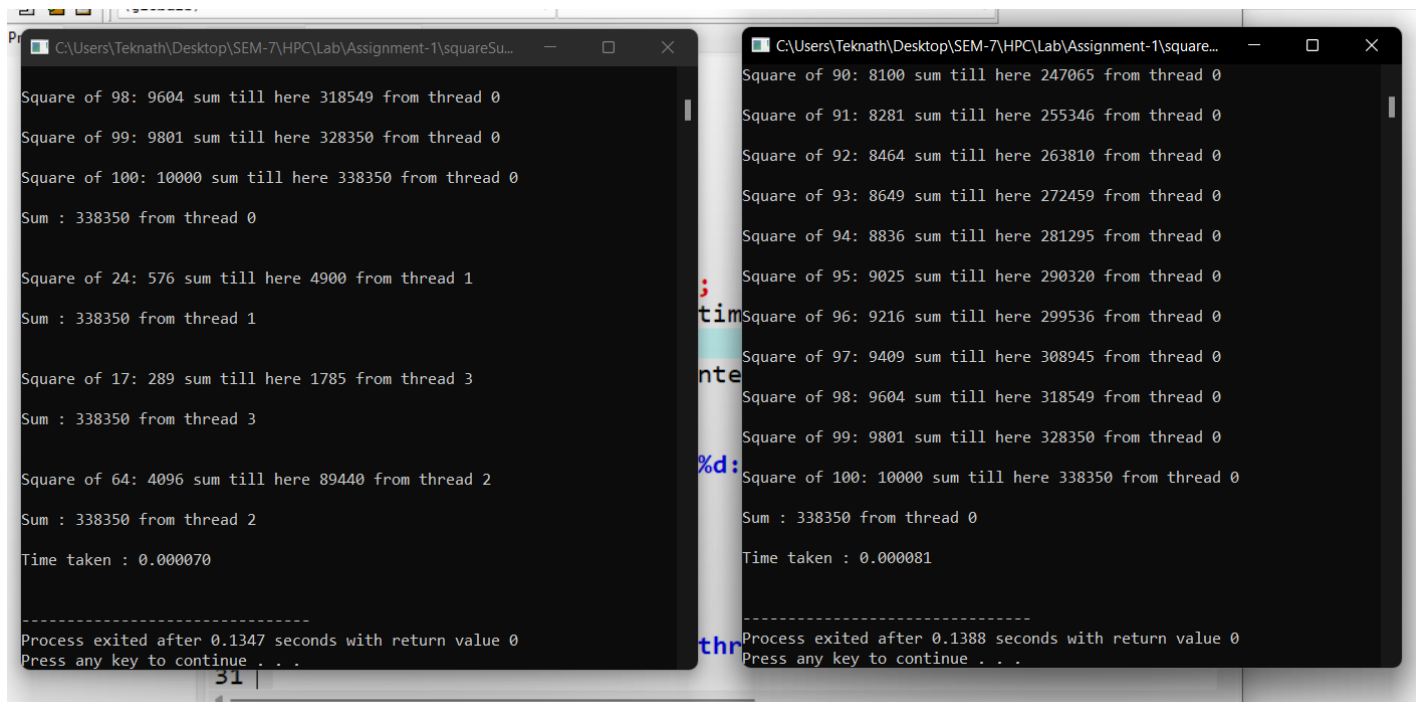 (globals)
C:\Users\Teknath\Desktop\SEM-7\HPC\Lab\Assignment-1\squareSu...
Square of 98: 9604 sum till here 318549 from thread 0
Square of 99: 9801 sum till here 328350 from thread 0
Square of 100: 10000 sum till here 338350 from thread 0
Sum : 338350 from thread 0
Square of 24: 576 sum till here 4900 from thread 1
Sum : 338350 from thread 1
Square of 17: 289 sum till here 1785 from thread 3
Sum : 338350 from thread 3
Square of 64: 4096 sum till here 89440 from thread 2
Sum : 338350 from thread 2
Time taken : 0.000070
--------------------------------
Process exited after 0.1347 seconds with return value 0
Press any key to continue . . .
;
tim
nte
%d:
thr
31
C:\Users\Teknath\Desktop\SEM-7\HPC\Lab\Assignment-1\square...
Square of 90: 8100 sum till here 247065 from thread 0
Square of 91: 8281 sum till here 255346 from thread 0
Square of 92: 8464 sum till here 263810 from thread 0
Square of 93: 8649 sum till here 272459 from thread 0
Square of 94: 8836 sum till here 281295 from thread 0
Square of 95: 9025 sum till here 290320 from thread 0
Square of 96: 9216 sum till here 299536 from thread 0
Square of 97: 9409 sum till here 308945 from thread 0
Square of 98: 9604 sum till here 318549 from thread 0
Square of 99: 9801 sum till here 328350 from thread 0
Square of 100: 10000 sum till here 338350 from thread 0
Sum : 338350 from thread 0
Time taken : 0.000081
--------------------------------
Process exited after 0.1388 seconds with return value 0
Press any key to continue . . .